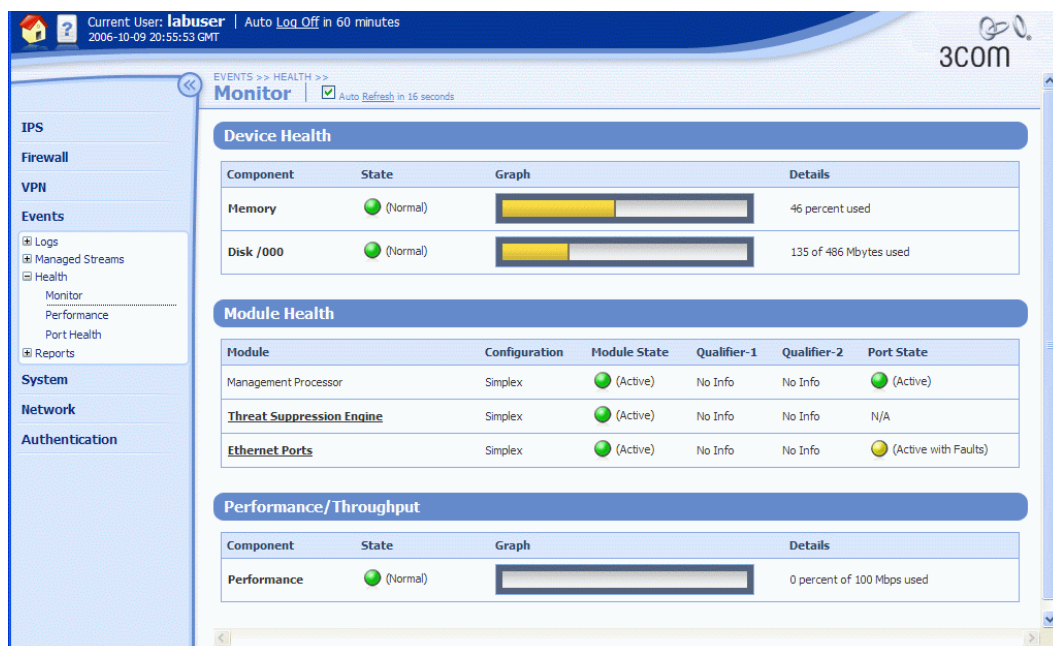 Current User: labuser | Auto Log Off in 60 minutes
2006-10-09 20:55:53 GMT
3COM
EVENTS >> HEALTH >>
Monitor | Auto Refresh in 16 seconds
IPS
Firewall
VPN
Events
Logs
Managed Streams
Health
Monitor
Performance
Port Health
Reports
System
Network
Authentication
Device Health
Component State Graph Details
Memory (Normal) 46 percent used
Disk /000 (Normal) 135 of 486 Mbytes used
Module Health
Module Configuration Module State Qualifier-1 Qualifier-2 Port State
Management Processor Simplex (Active) No Info No Info (Active)
Threat Suppression Engine Simplex (Active) No Info No Info N/A
Ethernet Ports Simplex (Active) No Info No Info (Active with Faults)
Performance/Throughput
Component State Graph Details
Performance (Normal) 0 percent of 100 Mbps used